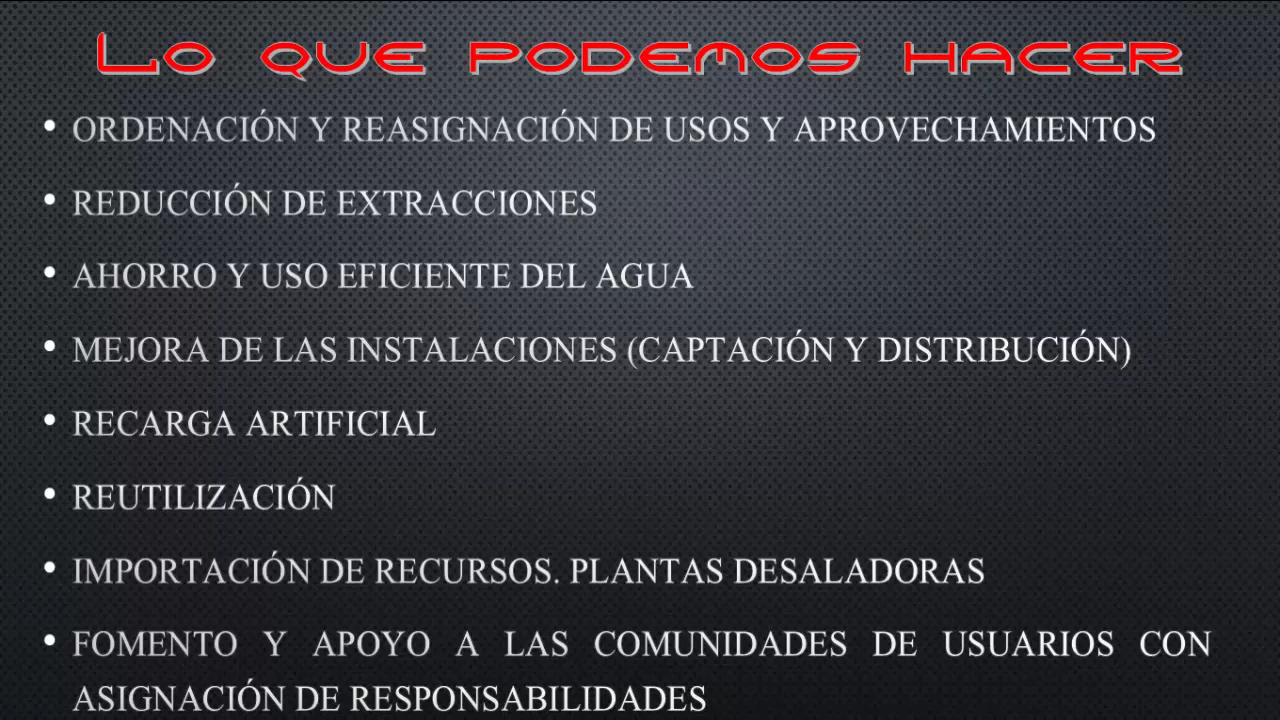 Lo que podemos hacer
• ORDENACIÓN Y REASIGNACIÓN DE USOS Y APROVECHAMIENTOS
• REDUCCIÓN DE EXTRACCIONES
• AHORRO Y USO EFICIENTE DEL AGUA
• MEJORA DE LAS INSTALACIONES (CAPTACIÓN Y DISTRIBUCIÓN)
• RECARGA ARTIFICIAL
• REUTILIZACIÓN
• IMPORTACIÓN DE RECURSOS. PLANTAS DESALADORAS
• FOMENTO Y APOYO A LAS COMUNIDADES DE USUARIOS CON
ASIGNACIÓN DE RESPONSABILIDADES